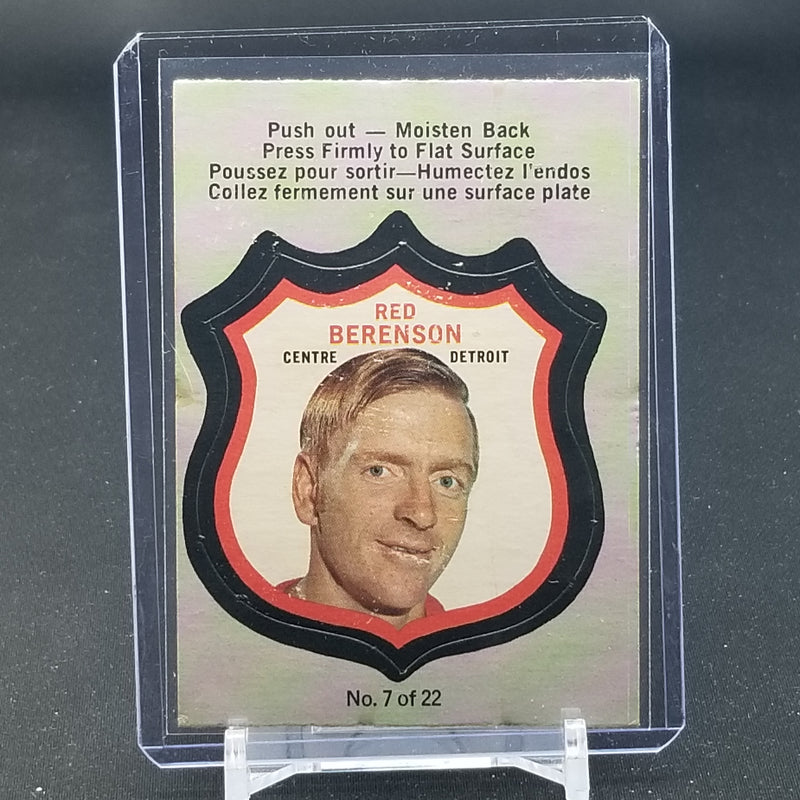 Push out — Moisten Back
Press Firmly to Flat Surface
Poussez pour sortir—Humectez l'endos
Collez fermement sur une surface plate
RED
BERENSON
CENTRE DETROIT
No. 7 of 22